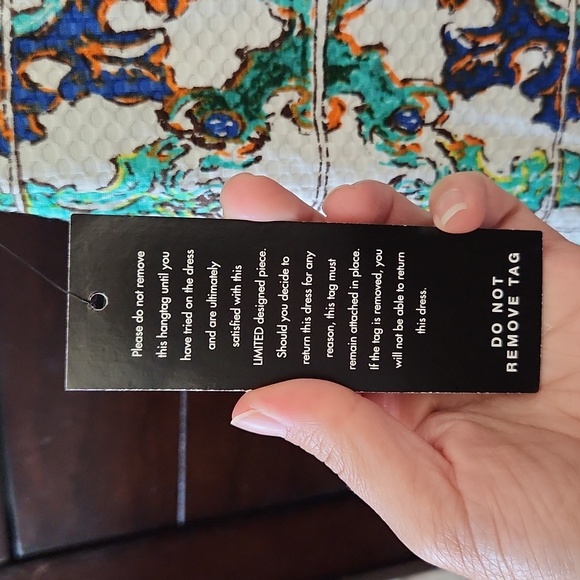 Please do not remove
this hangtag until you
have tried on the dress
and are ultimately
satisfied with this
LIMITED designed piece.
Should you decide to
return this dress for any
reason, this tag must
remain attached in place.
If the tag is removed, you
will not be able to return
this dress.
DO NOT
REMOVE TAG